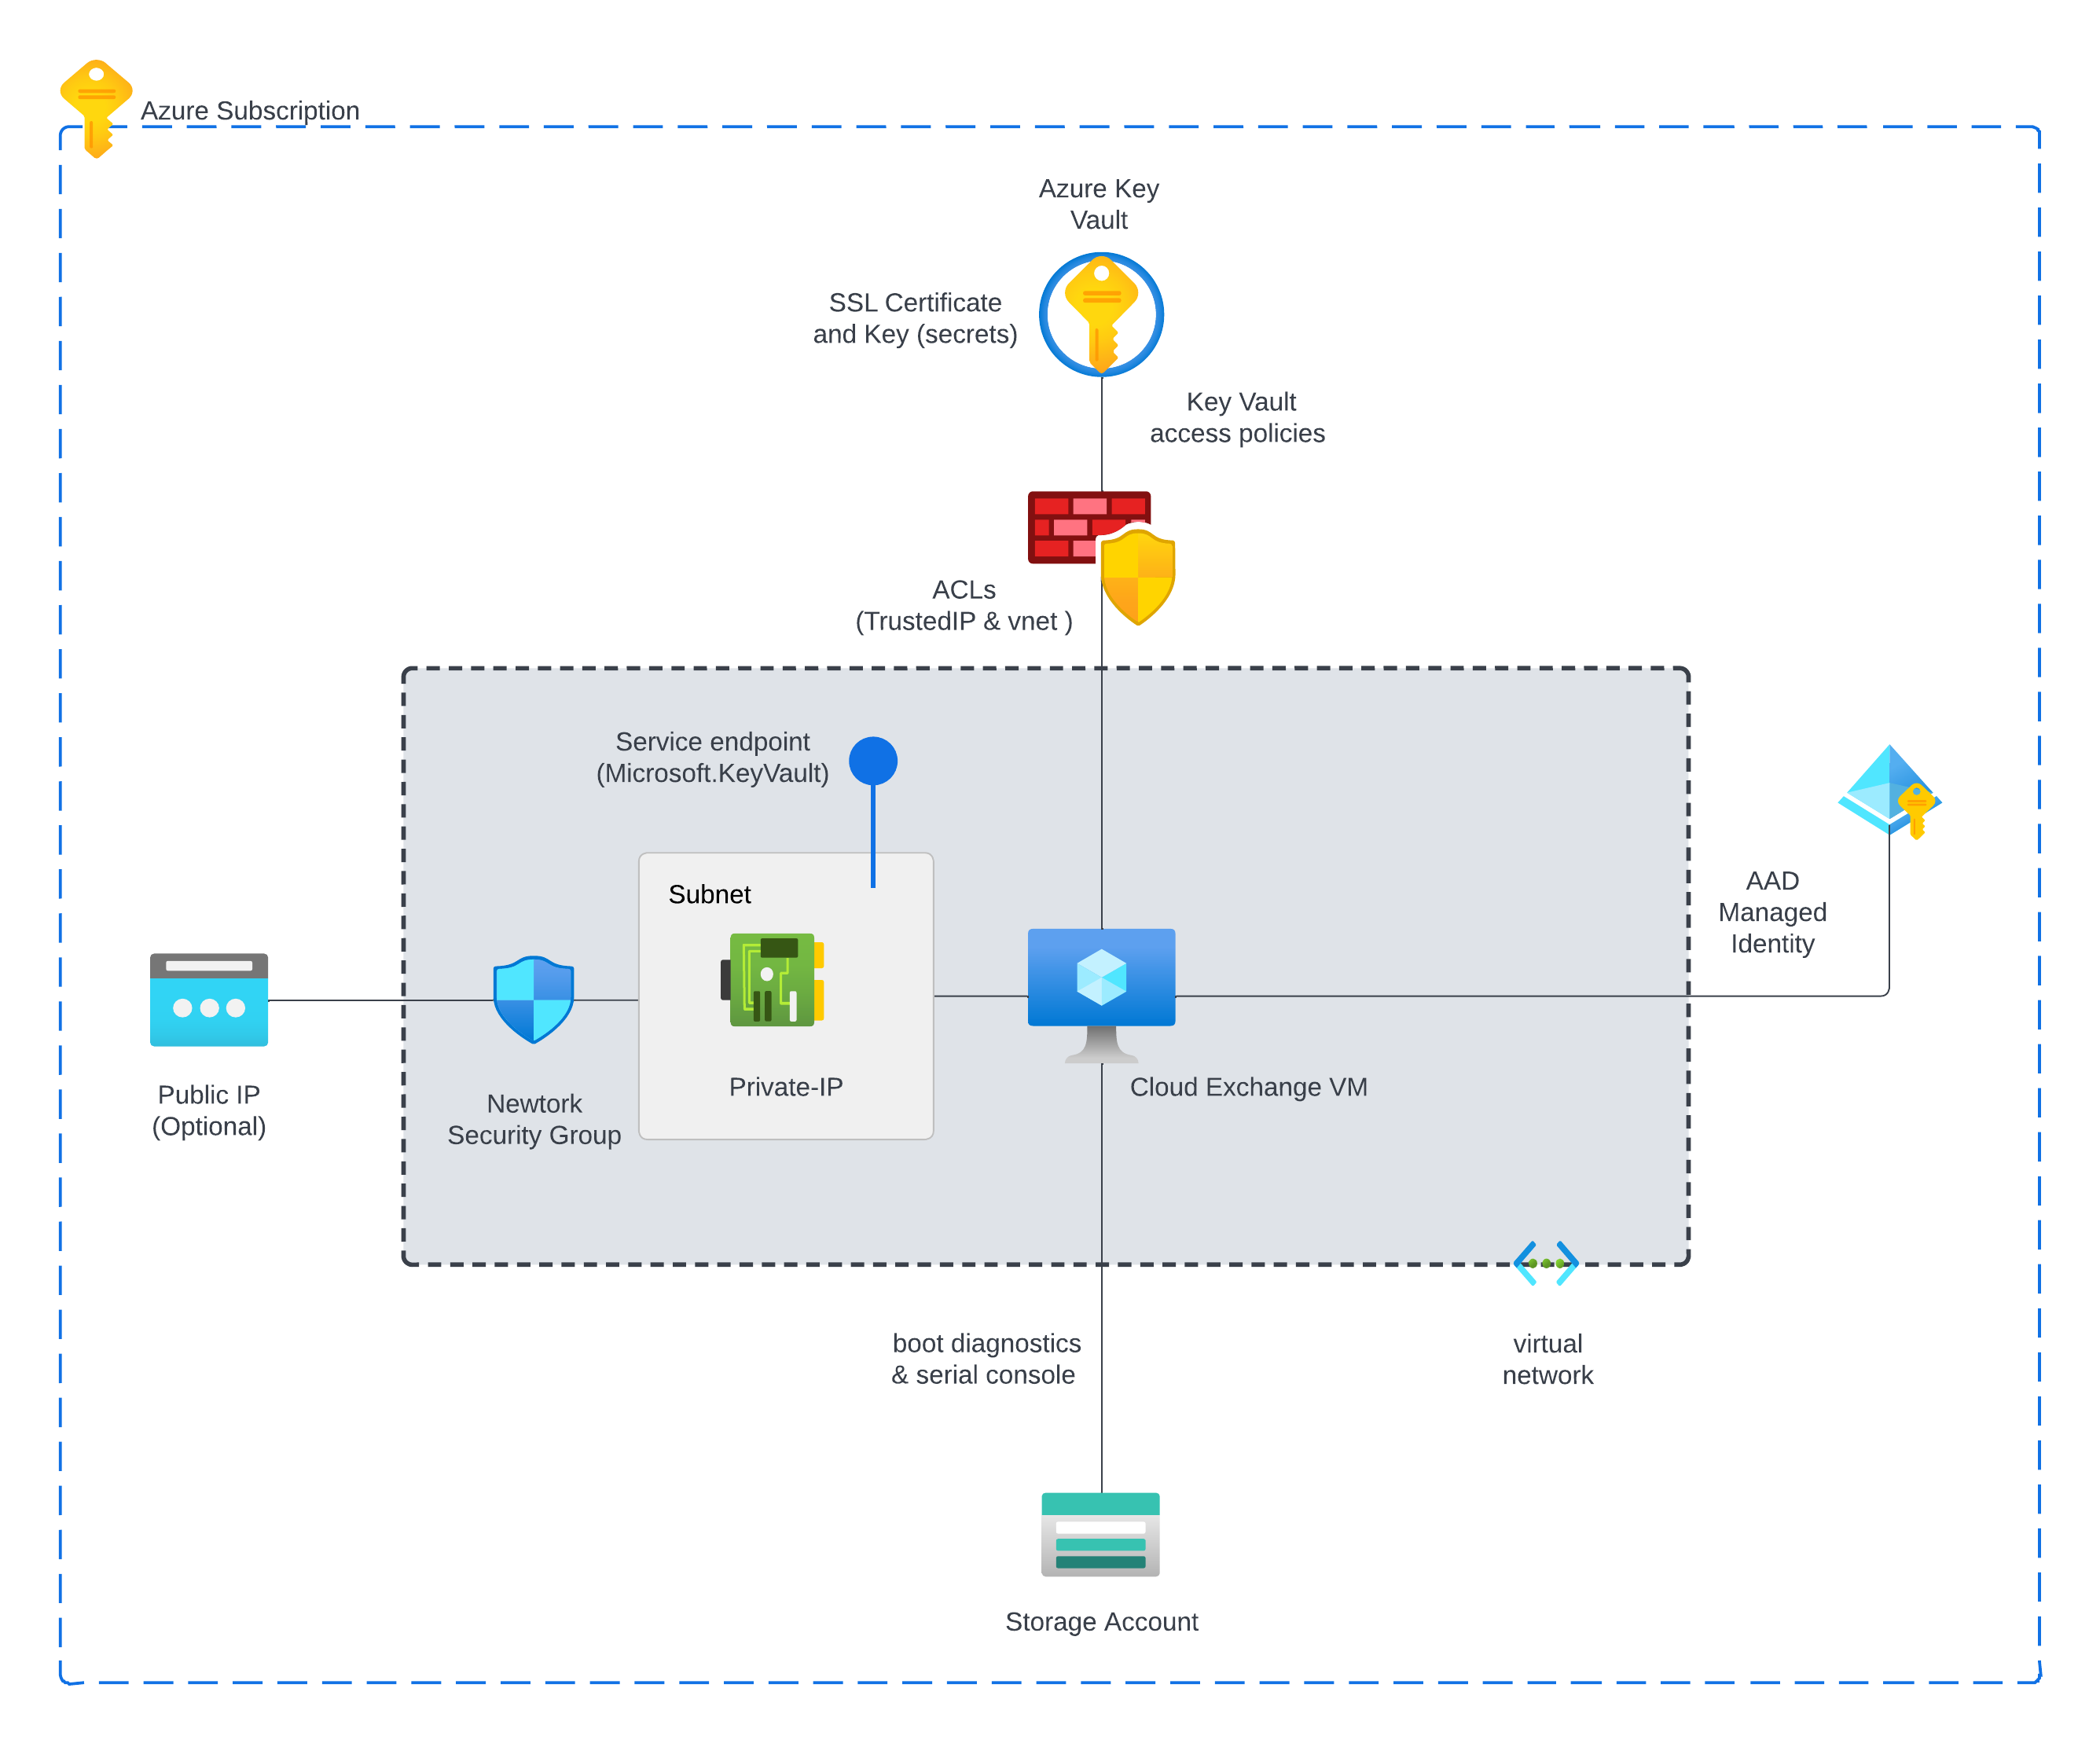 Azure Subscription
Azure Key
Vault
SSL Certificate
and Key (secrets)
Key Vault
access policies
ACLs
(TrustedIP & vnet )
Service endpoint
(Microsoft.KeyVault)
Subnet
Private-IP
AAD
Managed
Identity
Public IP
(Optional)
Newtork
Security Group
Cloud Exchange VM
boot diagnostics
& serial console
virtual
network
Storage Account